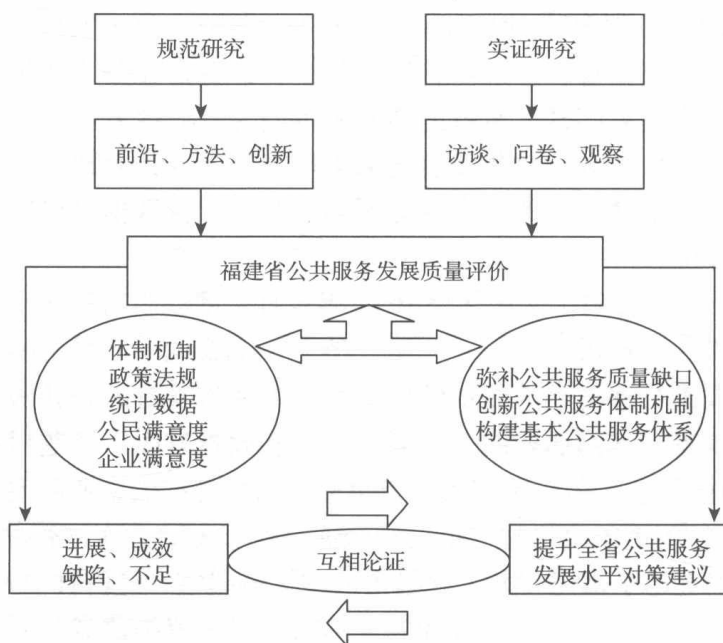 规范研究
实证研究
前沿、方法、创新
访谈、问卷、观察
福建省公共服务发展质量评价
体制机制
政策法规
统计数据
公民满意度
企业满意度
弥补公共服务质量缺口
创新公共服务体制机制
构建基本公共服务体系
进展、成效
缺陷、不足
互相论证
提升全省公共服务
发展水平对策建议